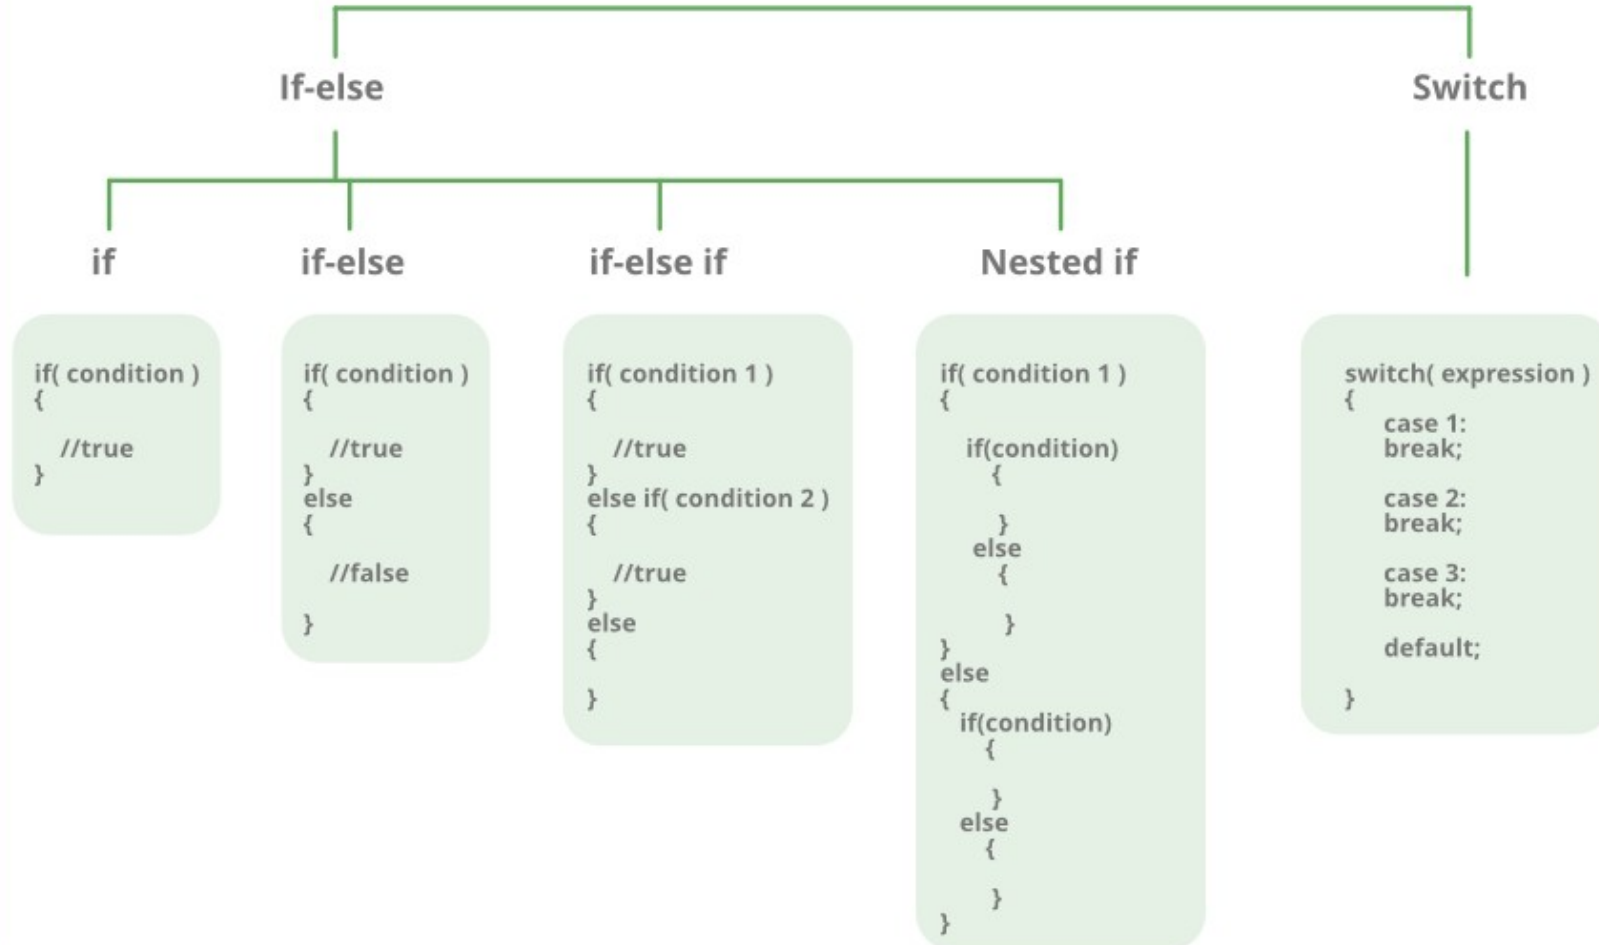 If-else
Switch
if
if-else
if-else if
Nested if
if( condition )
{
//true
}
if( condition )
{
//true
}
else
{
//false
}
if( condition 1 )
{
//true
}
else if( condition 2 )
{
//true
}
else
{
}
if( condition 1 )
{
if(condition)
{
}
else
{
}
}
else
{
if(condition)
{
}
else
{
}
}
switch( expression )
{
case 1:
break;
case 2:
break;
case 3:
break;
default;
}